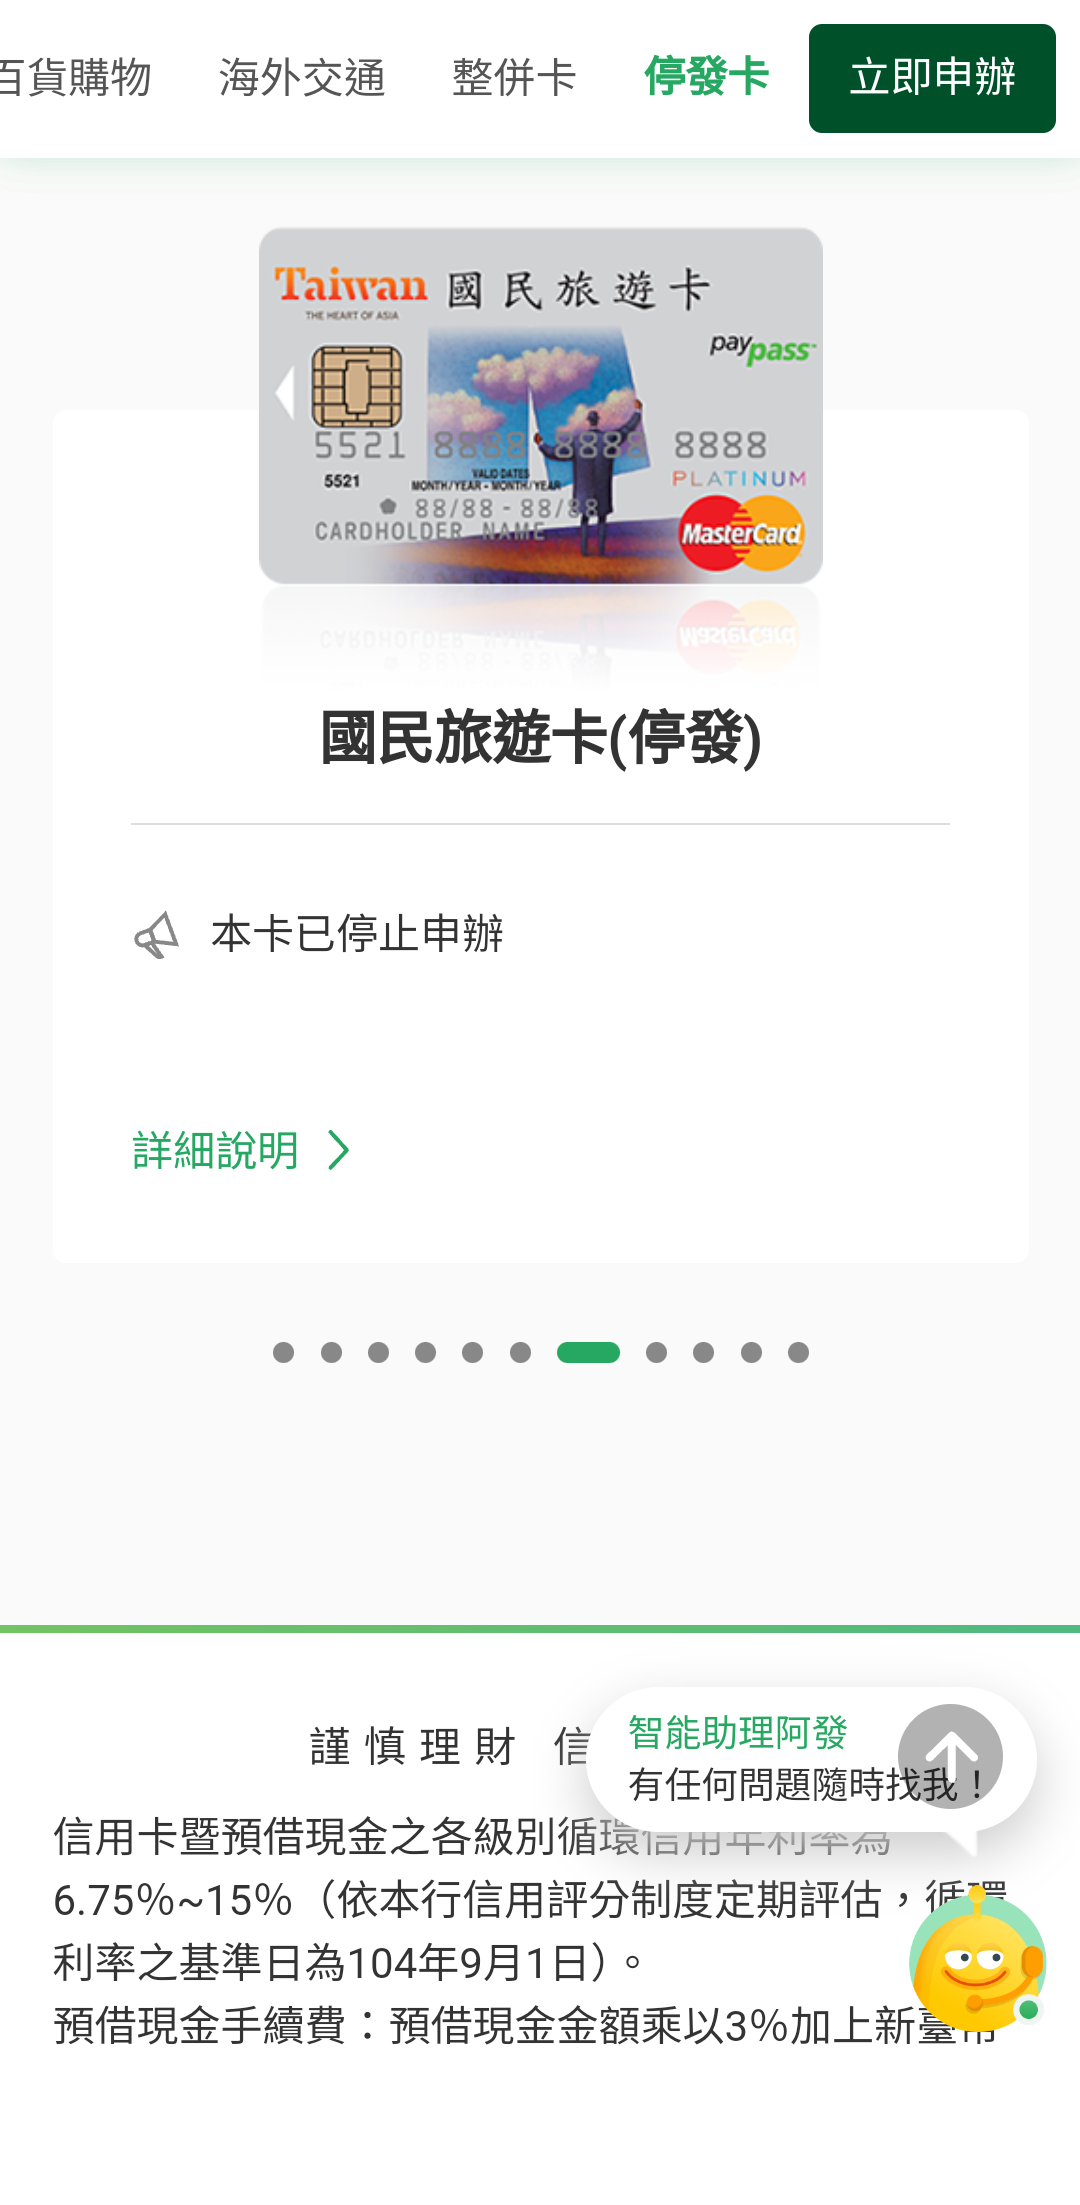 百貨購物 海外交通 整併卡 停發卡 立即申辦
Taiwan 國民旅遊卡
THE HEART OF ASIA
paypass
5521 8888 8888 8888
5521 VALID DATES
MONTH/YEAR - MONTH/YEAR
PLATINUM
88/88 - 88/88
CARDHOLDER NAME
MasterCard
國民旅遊卡(停發)
本卡已停止申辦
詳細說明
謹慎理財 信
智能助理阿發
有任何問題隨時找我！
信用卡暨預借現金之各級別循環信用年利率為
6.75%~15%（依本行信用評分制度定期評估，循環
利率之基準日為104年9月1日）。
預借現金手續費：預借現金金額乘以3%加上新臺幣